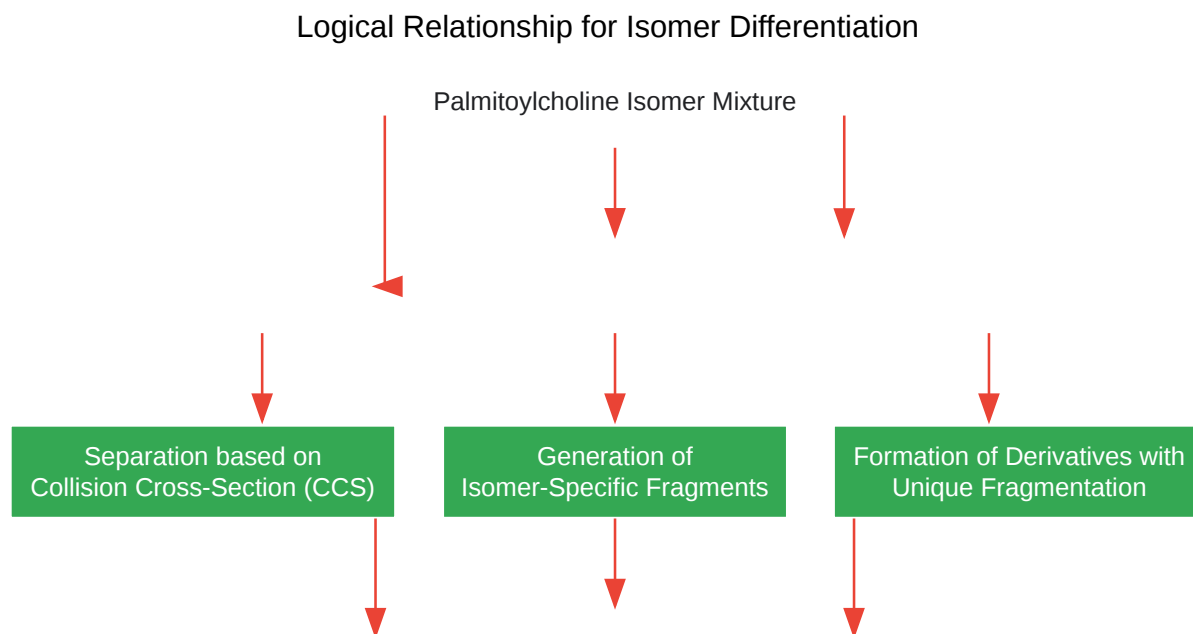 Logical Relationship for Isomer Differentiation
Palmitoylcholine Isomer Mixture
Separation based on
Collision Cross-Section (CCS)
Generation of
Isomer-Specific Fragments
Formation of Derivatives with
Unique Fragmentation